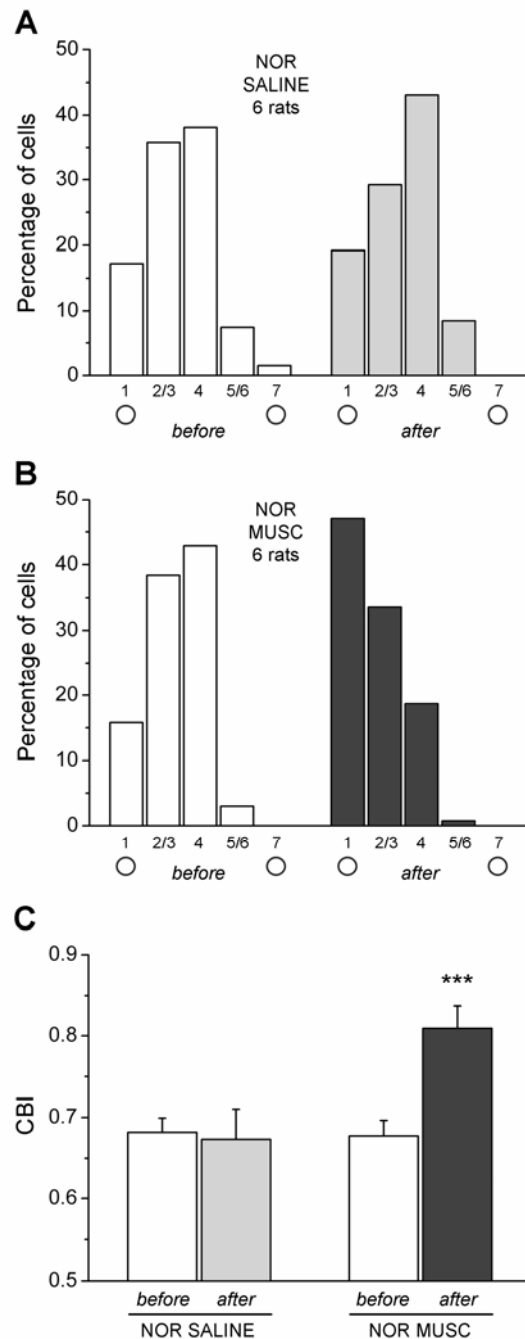 A
50
40
30
20
10
0
Percentage of cells
NOR
SALINE
6 rats
1 2/3 4 5/6 7 1 2/3 4 5/6 7
before after
B
50
40
30
20
10
0
Percentage of cells
NOR
MUSC
6 rats
1 2/3 4 5/6 7 1 2/3 4 5/6 7
before after
C
0.9
0.8
0.7
0.6
0.5
CBI
***
before after before after
NOR SALINE NOR MUSC